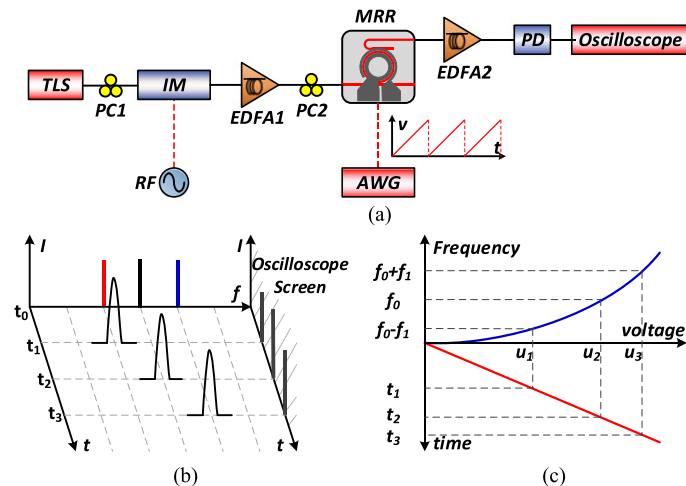 MRR
TLS
PC1
IM
EDFA1
PC2
EDFA2
PD
Oscilloscope
RF
v
t
AWG
(a)
I
I
Oscilloscope
Screen
f
t₀
t₁
t₂
t₃
t
t
(b)
Frequency
f₀+f₁
f₀
f₀-f₁
voltage
u₁
u₂
u₃
t₁
t₂
t₃
time
(c)